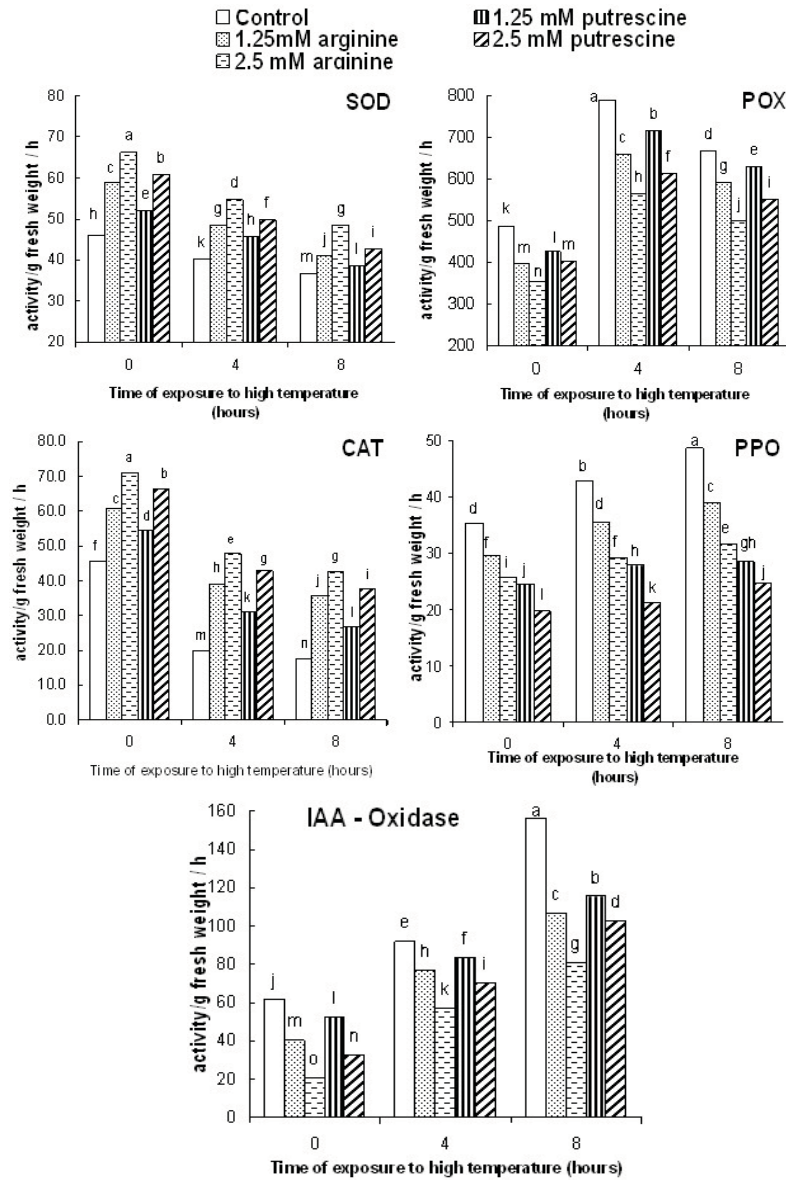 Control
1.25 mM putrescine
1.25mM arginine
2.5 mM putrescine
2.5 mM arginine
SOD
activity/g fresh weight / h
80
70
60
50
40
30
20
h c a e b
k g d h f
m j g l i
0 4 8
Time of exposure to high temperature
(hours)
POX
activity/g fresh weight / h
800
700
600
500
400
300
200
k m n l m
a c h b f
d g j e i
0 4 8
Time of exposure to high temperature
(hours)
CAT
activity/g fresh weight / h
80.0
70.0
60.0
50.0
40.0
30.0
20.0
10.0
0.0
f c a d b
m h e k g
n j g l i
0 4 8
Time of exposure to high temperature (hours)
PPO
activity/g fresh weight / h
50
40
30
20
10
0
d f i j l
b d f h k
a c e gh j
0 4 8
Time of exposure to high temperature
(hours)
IAA - Oxidase
activity/g fresh weight / h
160
140
120
100
80
60
40
20
0
j m o l n
e h k f i
a c g b d
0 4 8
Time of exposure to high temperature (hours)